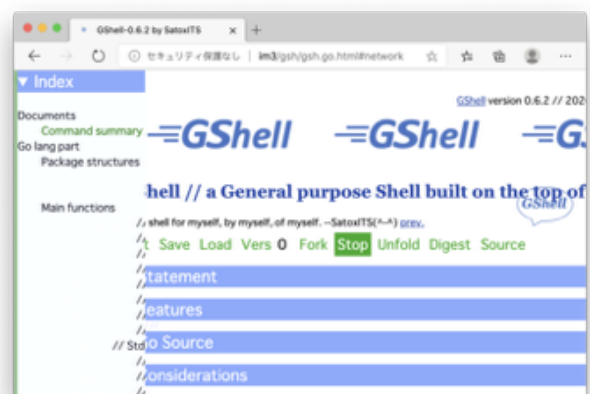 GShell-0.6.2 by SatoxITS
セキュリティ保護なし | im3/gsh/gsh.go.html#network
▼ Index
GShell version 0.6.2 // 202
Documents
Command summary
Go lang part
Package structures
Main functions
GShell GShell G
hell // a General purpose Shell built on the top of
GShell
// shell for myself, by myself, of myself. --SatoxITS(^-^) prev.
t Save Load Vers 0 Fork Stop Unfold Digest Source
tatement
eatures
// Std
o Source
onsiderations